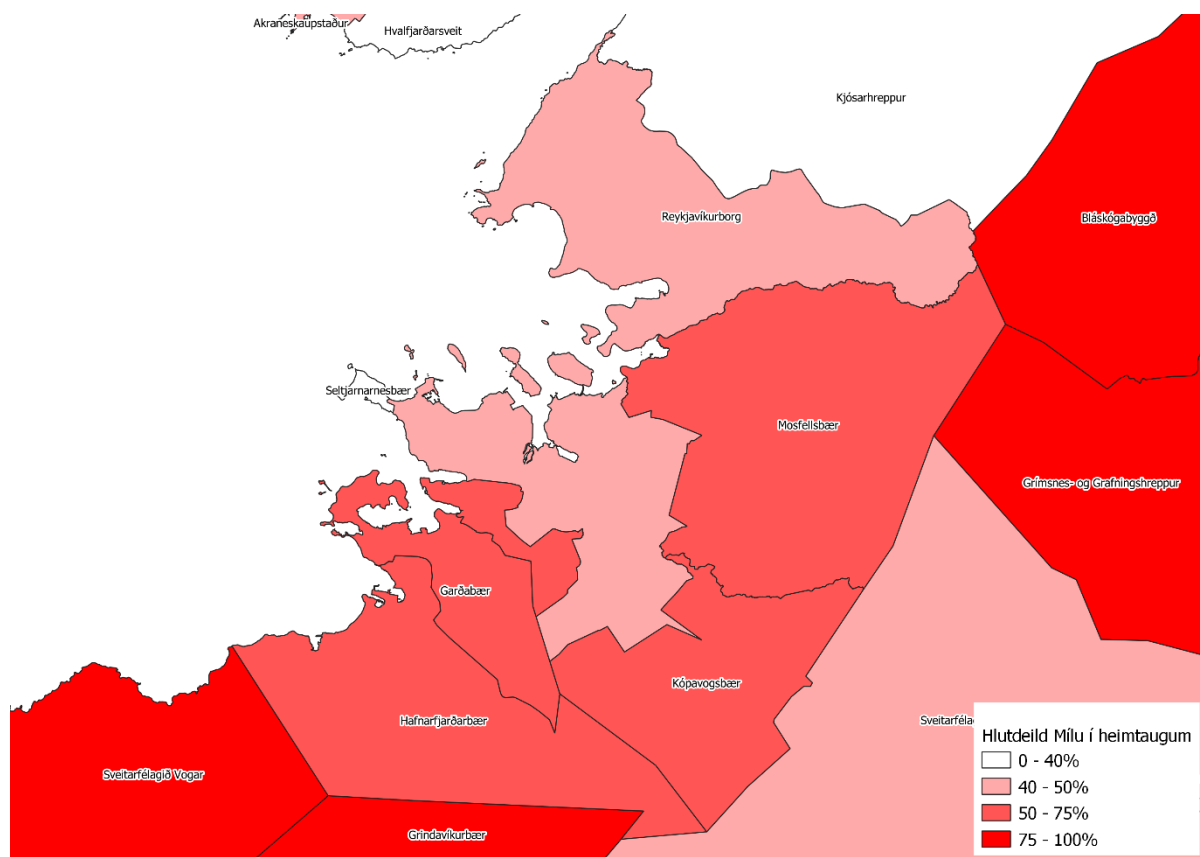 Akraneskaupstaður
Hvalfjarðarsveit
Kjósarhreppur
Reykjavíkurborg
Bláskógabyggð
Seltjarnarnesbær
Mosfellsbær
Grímsnes- og Grafningshreppur
Garðabær
Kópavogsbær
Hafnarfjarðarbær
Sveitarféla
Sveitarfélagið Vogar
Grindavíkurbær
Hlutdeild Mílu í heimtaugum
0 - 40%
40 - 50%
50 - 75%
75 - 100%